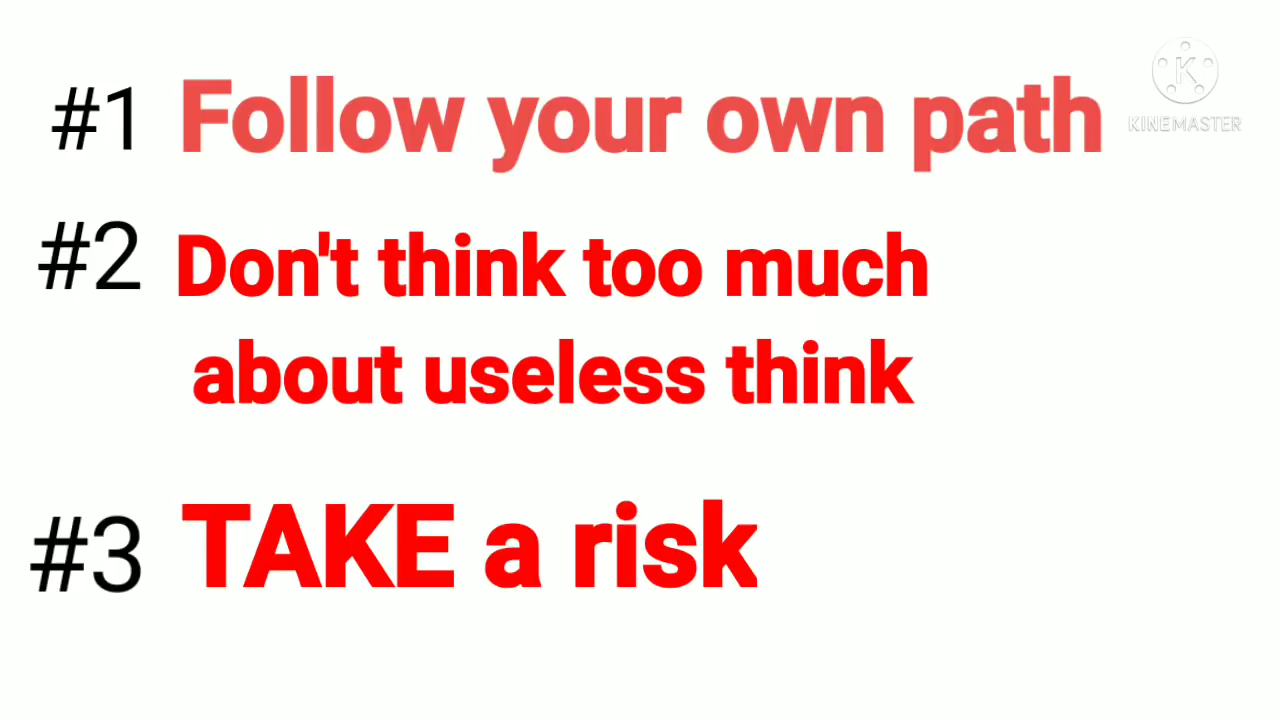 #1 Follow your own path
K
KINEMASTER
#2 Don't think too much
about useless think
#3 TAKE a risk